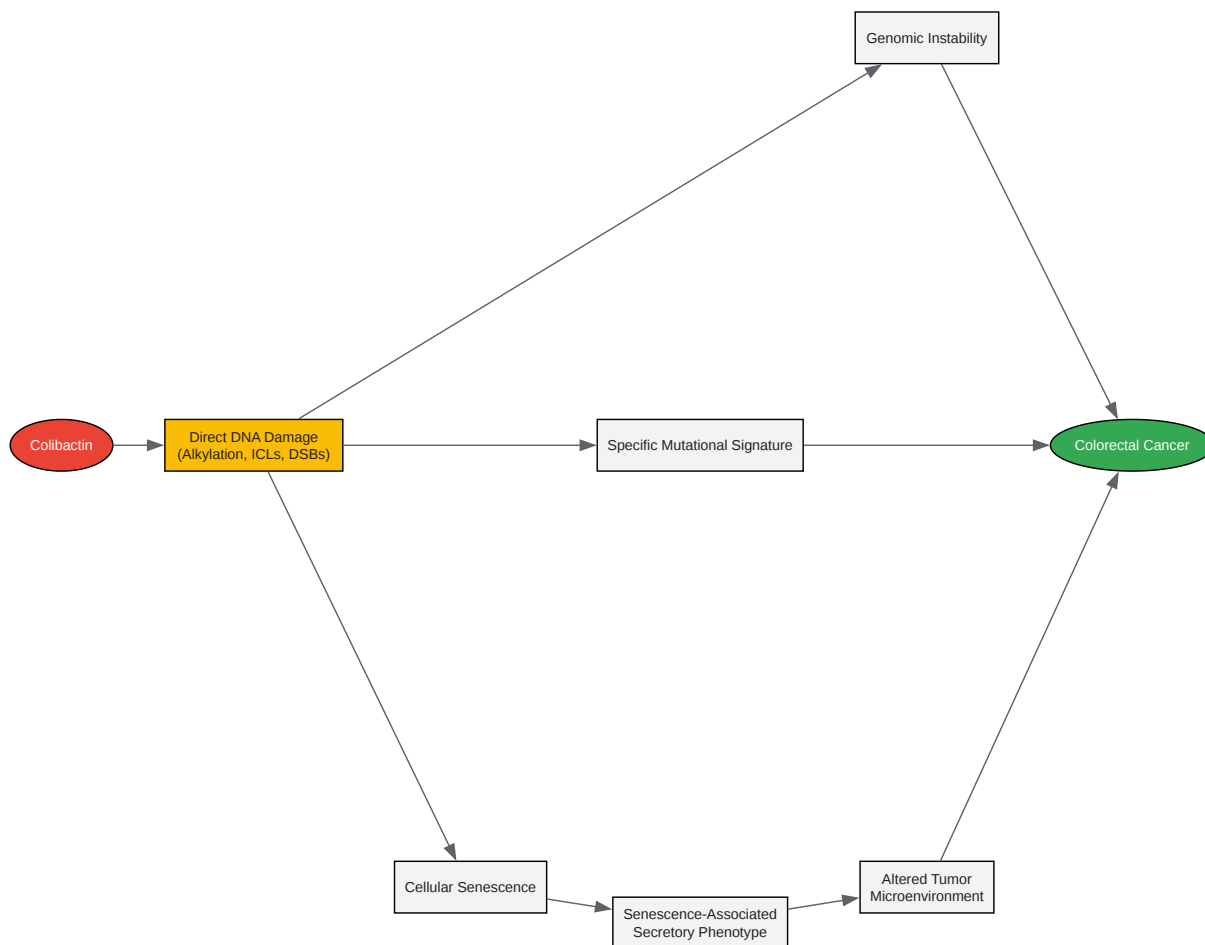 Genomic Instability
Colibactin
Direct DNA Damage
(Alkylation, ICLs, DSBs)
Specific Mutational Signature
Colorectal Cancer
Cellular Senescence
Senescence-Associated
Secretory Phenotype
Altered Tumor
Microenvironment